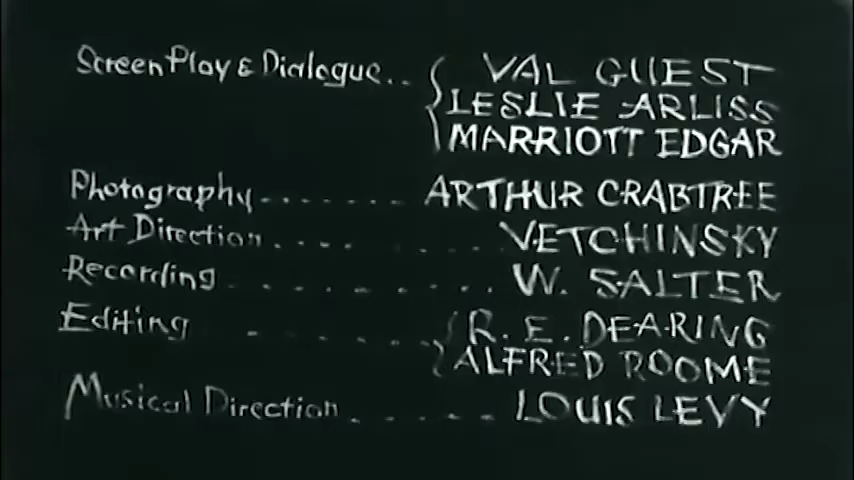 Screen Play & Dialogue.. VAL GUEST
LESLIE ARLISS
MARRIOTT EDGAR
Photography....... ARTHUR CRABTREE
Art Direction....... VETCHINSKY
Recording......... W. SALTER
Editing ..... R. E. DEARING
ALFRED ROOME
Musical Direction...... LOUIS LEVY